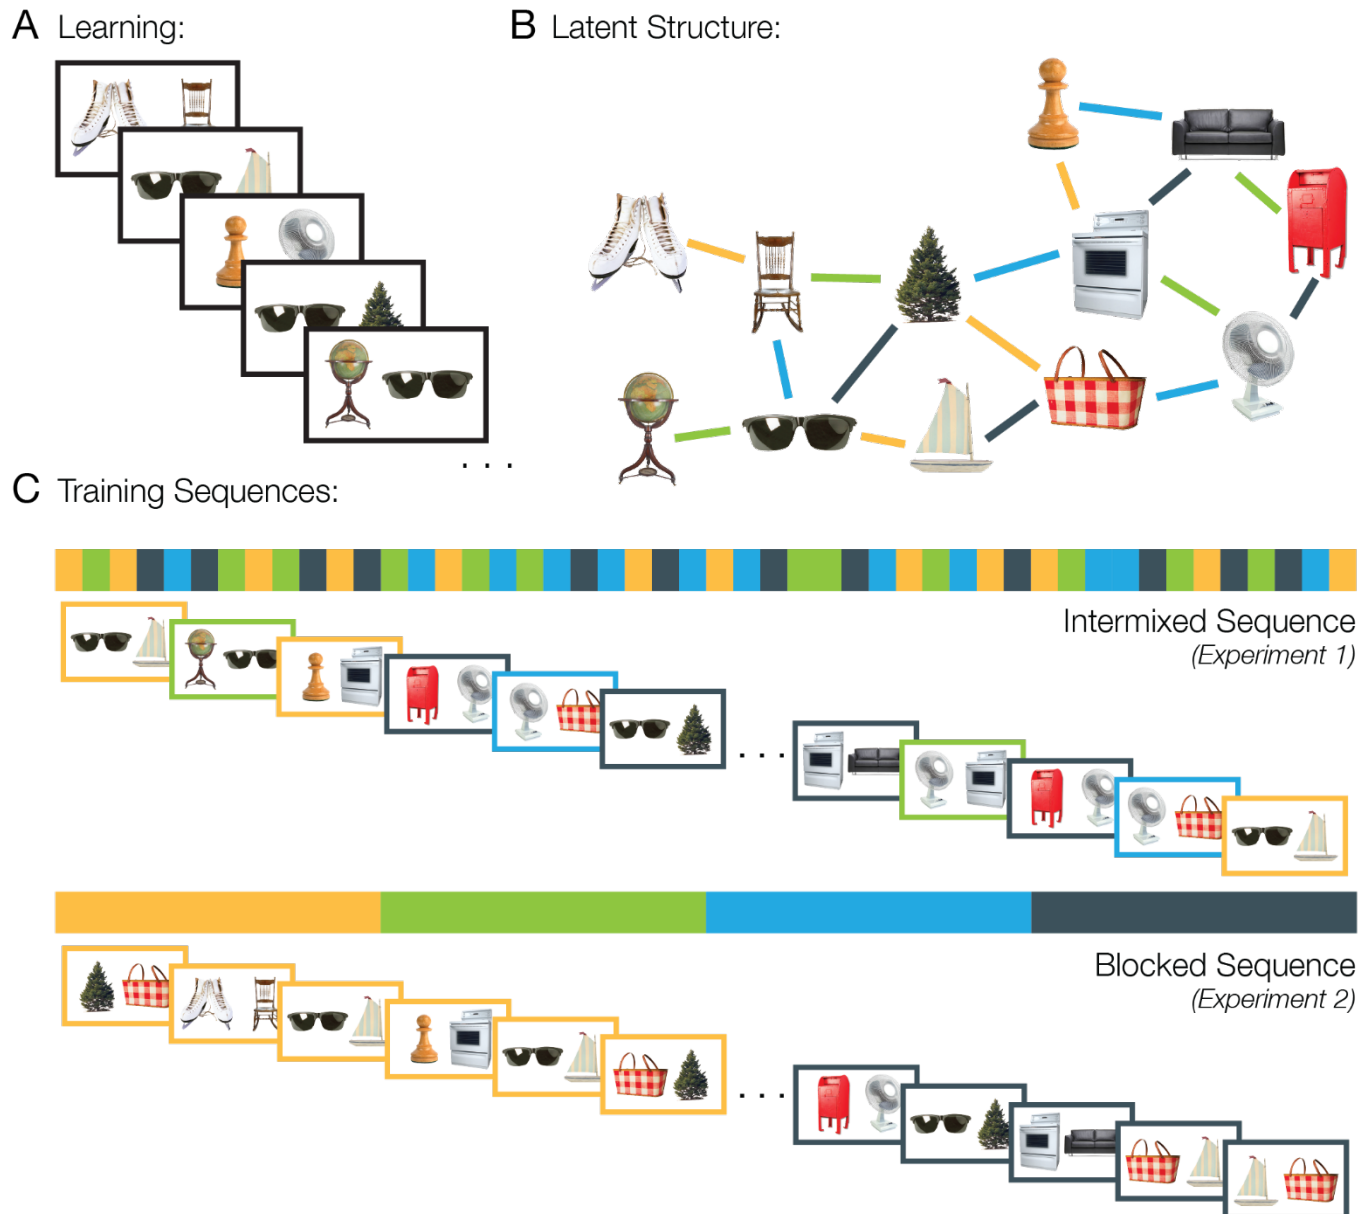 A Learning:
B Latent Structure:
. . .
C Training Sequences:
Intermixed Sequence
(Experiment 1)
. . .
Blocked Sequence
(Experiment 2)
. . .